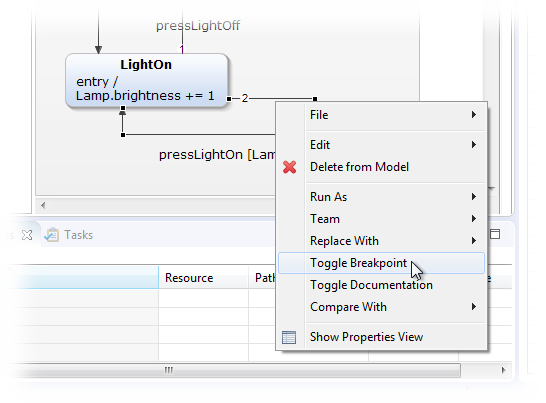 pressLightOff
1
LightOn
entry /
Lamp.brightness += 1
2
pressLightOn [Lam
File
Edit
Delete from Model
Run As
Team
Replace With
Toggle Breakpoint
Toggle Documentation
Compare With
Show Properties View
Tasks
Resource Path